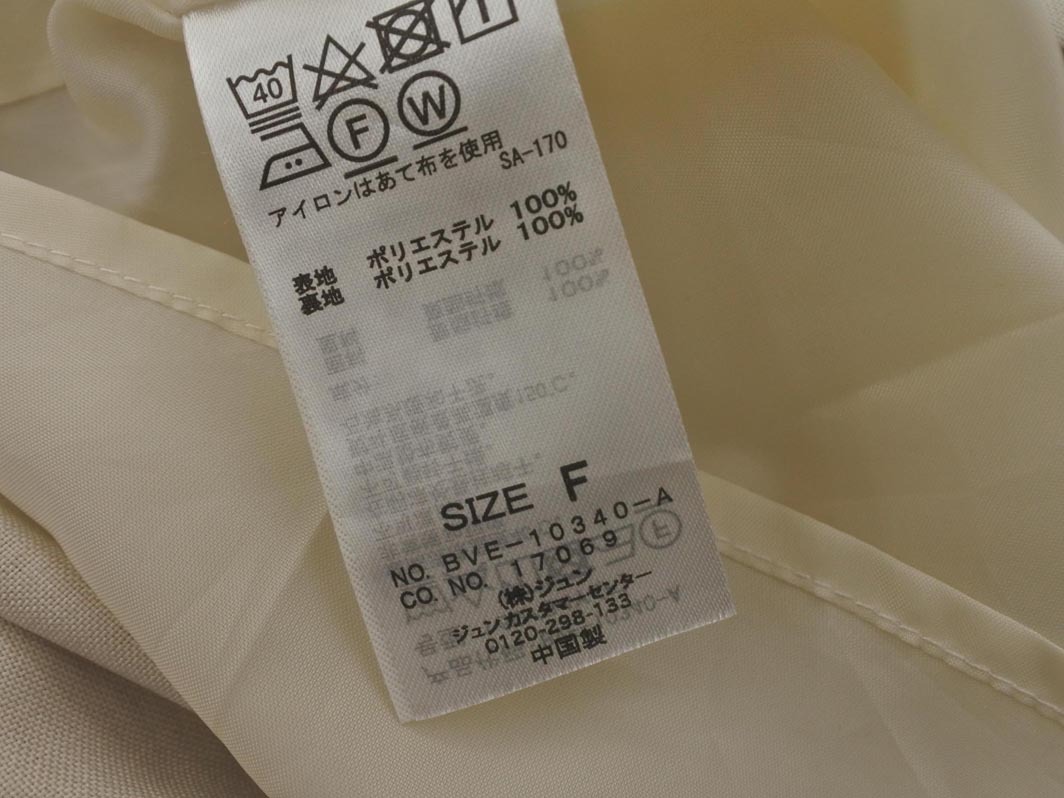 40
F W
アイロンはあて布を使用
SA-170
表地 ポリエステル 100%
裏地 ポリエステル 100%
SIZE F
NO. BVE-10340-A
CO. NO. 17069
(株)ジュン
ジュンカスタマーセンター
0120-298-133
中国製